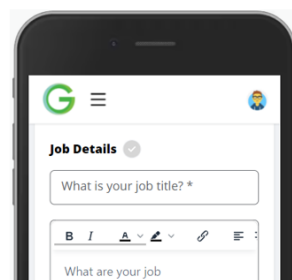 G
Job Details
What is your job title? *
B I A
What are your job